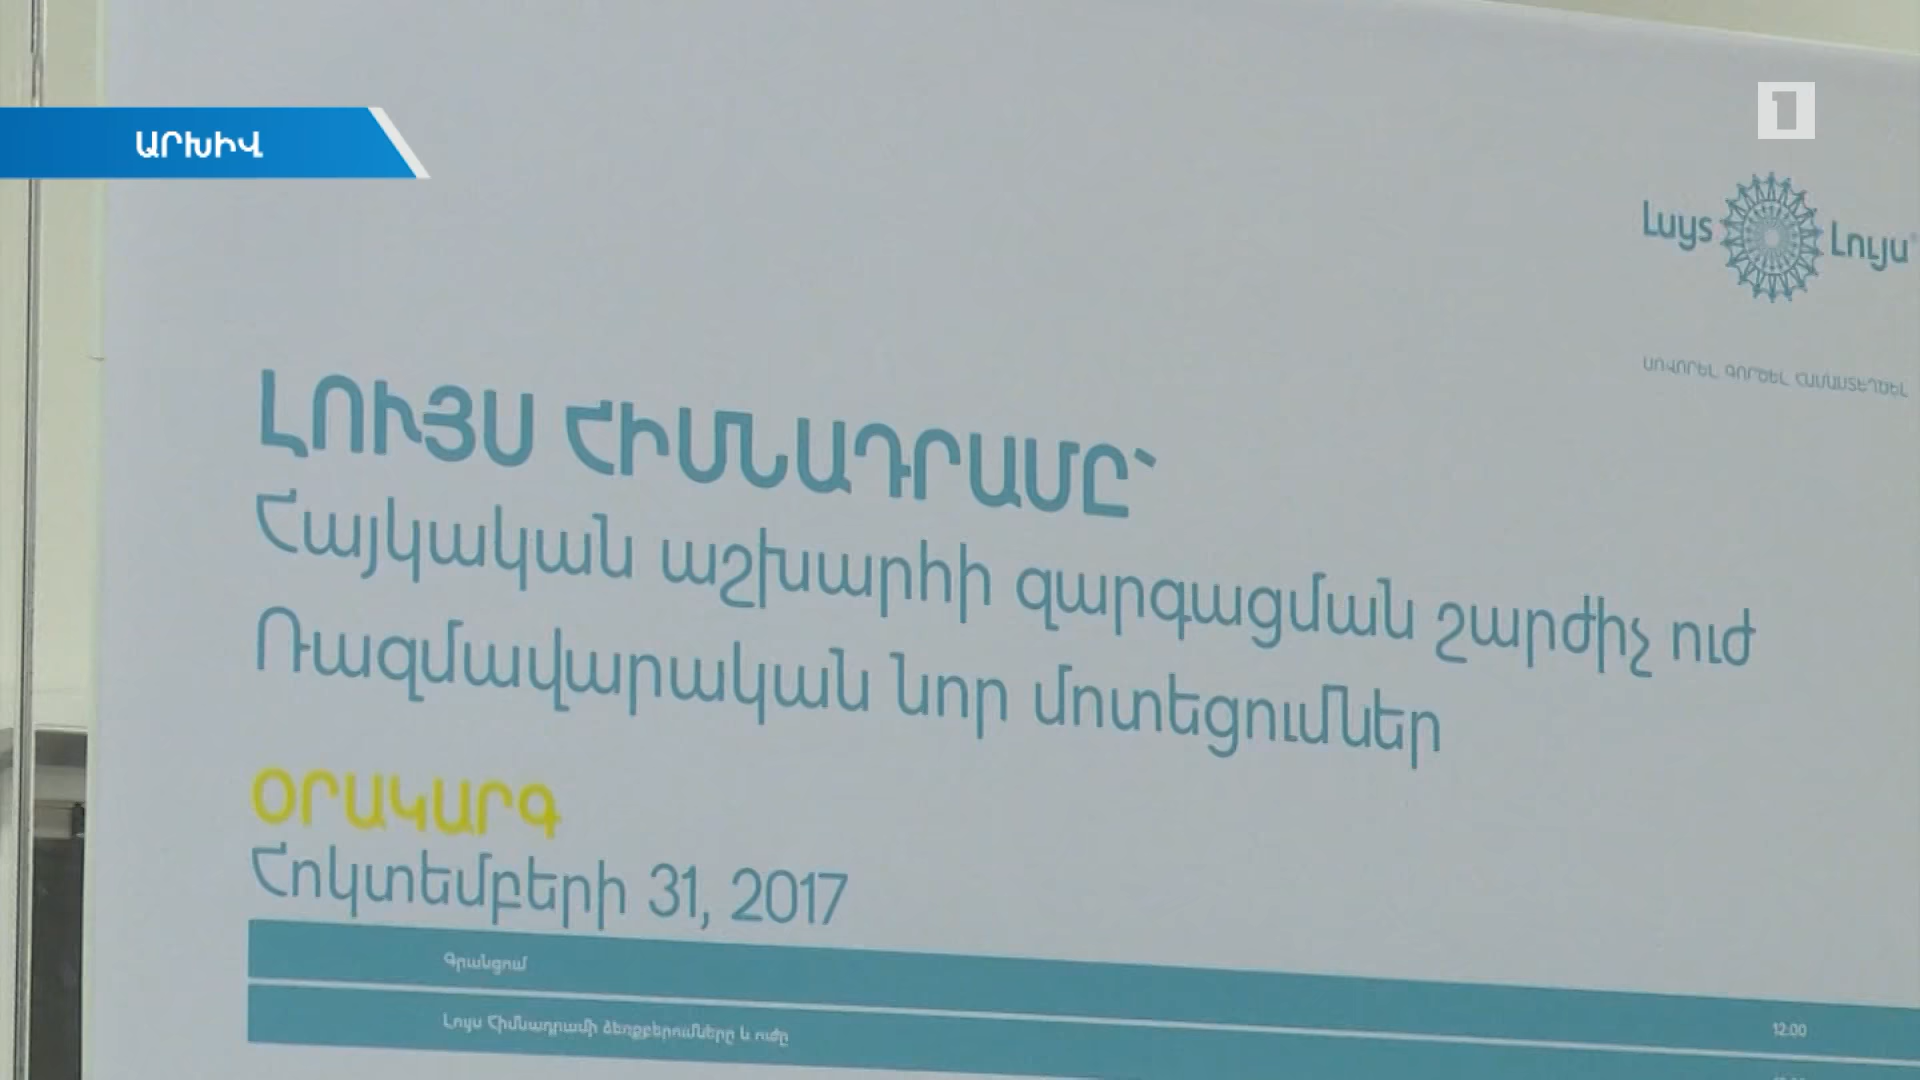 ԱՐԽԻՎ
1
Luys Լույս
ՍՈՎՈՐԵԼ ԳՈՐԾԵԼ ՀԱՄԱՍՏԵՂԾԵԼ
ԼՈՒՅՍ ՀԻՄՆԱԴՐԱՄԸ՝
Հայկական աշխարհի զարգացման շարժիչ ուժ
Ռազմավարական նոր մոտեցումներ
ՕՐԱԿԱՐԳ
Հոկտեմբերի 31, 2017
Գրանցում
Լույս Հիմնադրամի ձեռքբերումները և ուժը 12:00